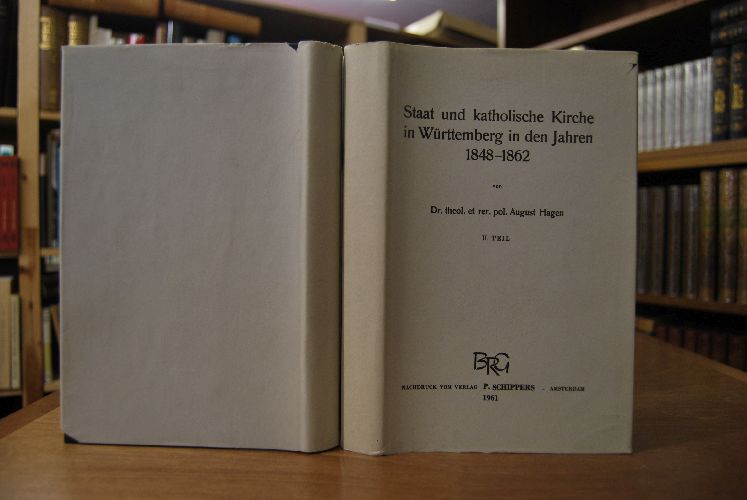 Staat und katholische Kirche
in Württemberg in den Jahren
1848–1862
von
Dr. theol. et rer. pol. August Hagen
II. TEIL
BRG
NACHDRUCK VOM VERLAG P. SCHIPPERS – AMSTERDAM
1961